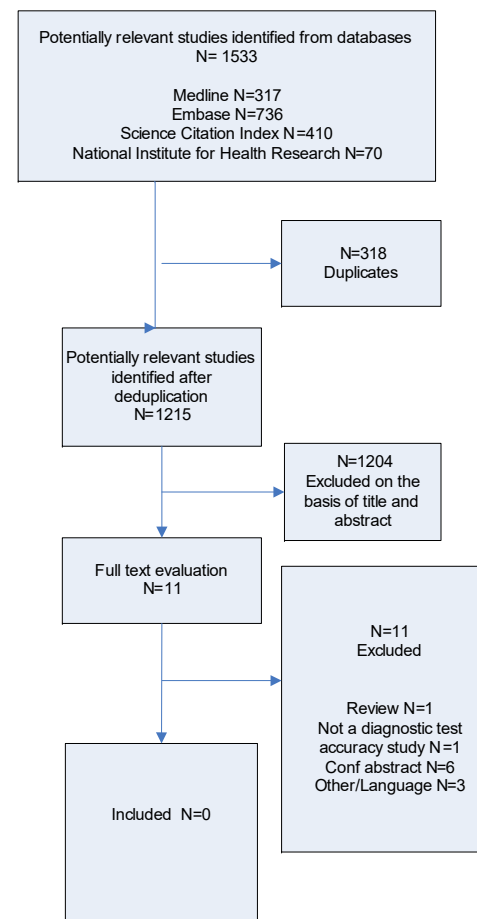 Potentially relevant studies identified from databases
N= 1533
Medline N=317
Embase N=736
Science Citation Index N=410
National Institute for Health Research N=70
N=318
Duplicates
Potentially relevant studies
identified after
deduplication
N=1215
N=1204
Excluded on the
basis of title and
abstract
Full text evaluation
N=11
N=11
Excluded
Review N=1
Not a diagnostic test
accuracy study N=1
Conf abstract N=6
Other/Language N=3
Included N=0